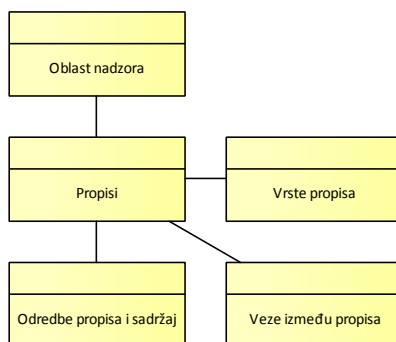 Oblast nadzora
Propisi
Vrste propisa
Odredbe propisa i sadržaj
Veze između propisa